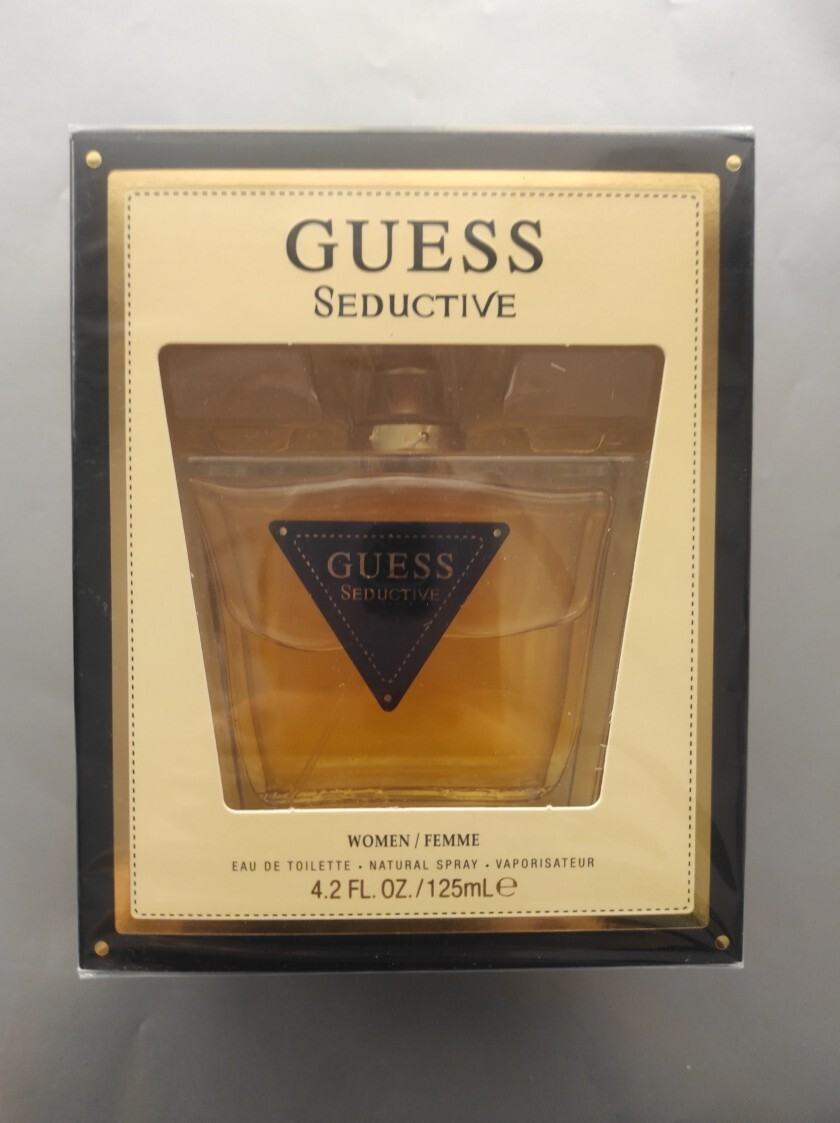 GUESS
SEDUCTIVE
GUESS
SEDUCTIVE
WOMEN / FEMME
EAU DE TOILETTE • NATURAL SPRAY • VAPORISATEUR
4.2 FL. OZ./125mL℮